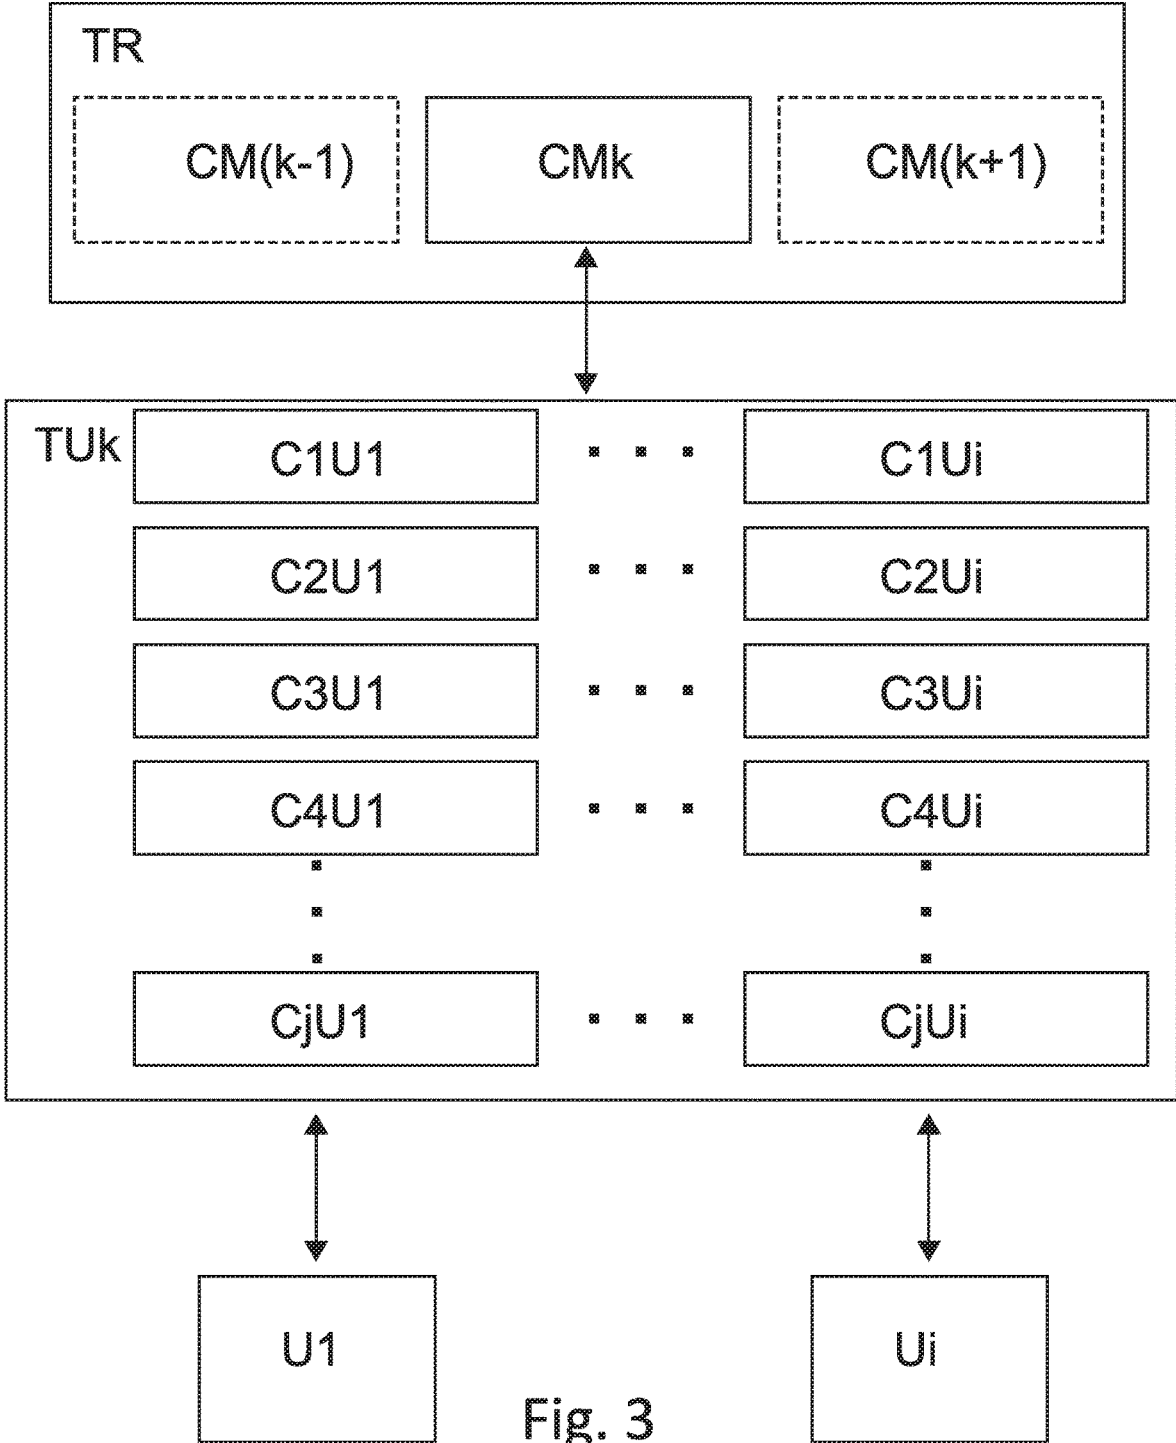 TR
CM(k-1) CMk CM(k+1)
TUk
C1U1 . . . C1Ui
C2U1 . . . C2Ui
C3U1 . . . C3Ui
C4U1 . . . C4Ui
CjU1 . . . CjUi
U1 Ui
Fig. 3